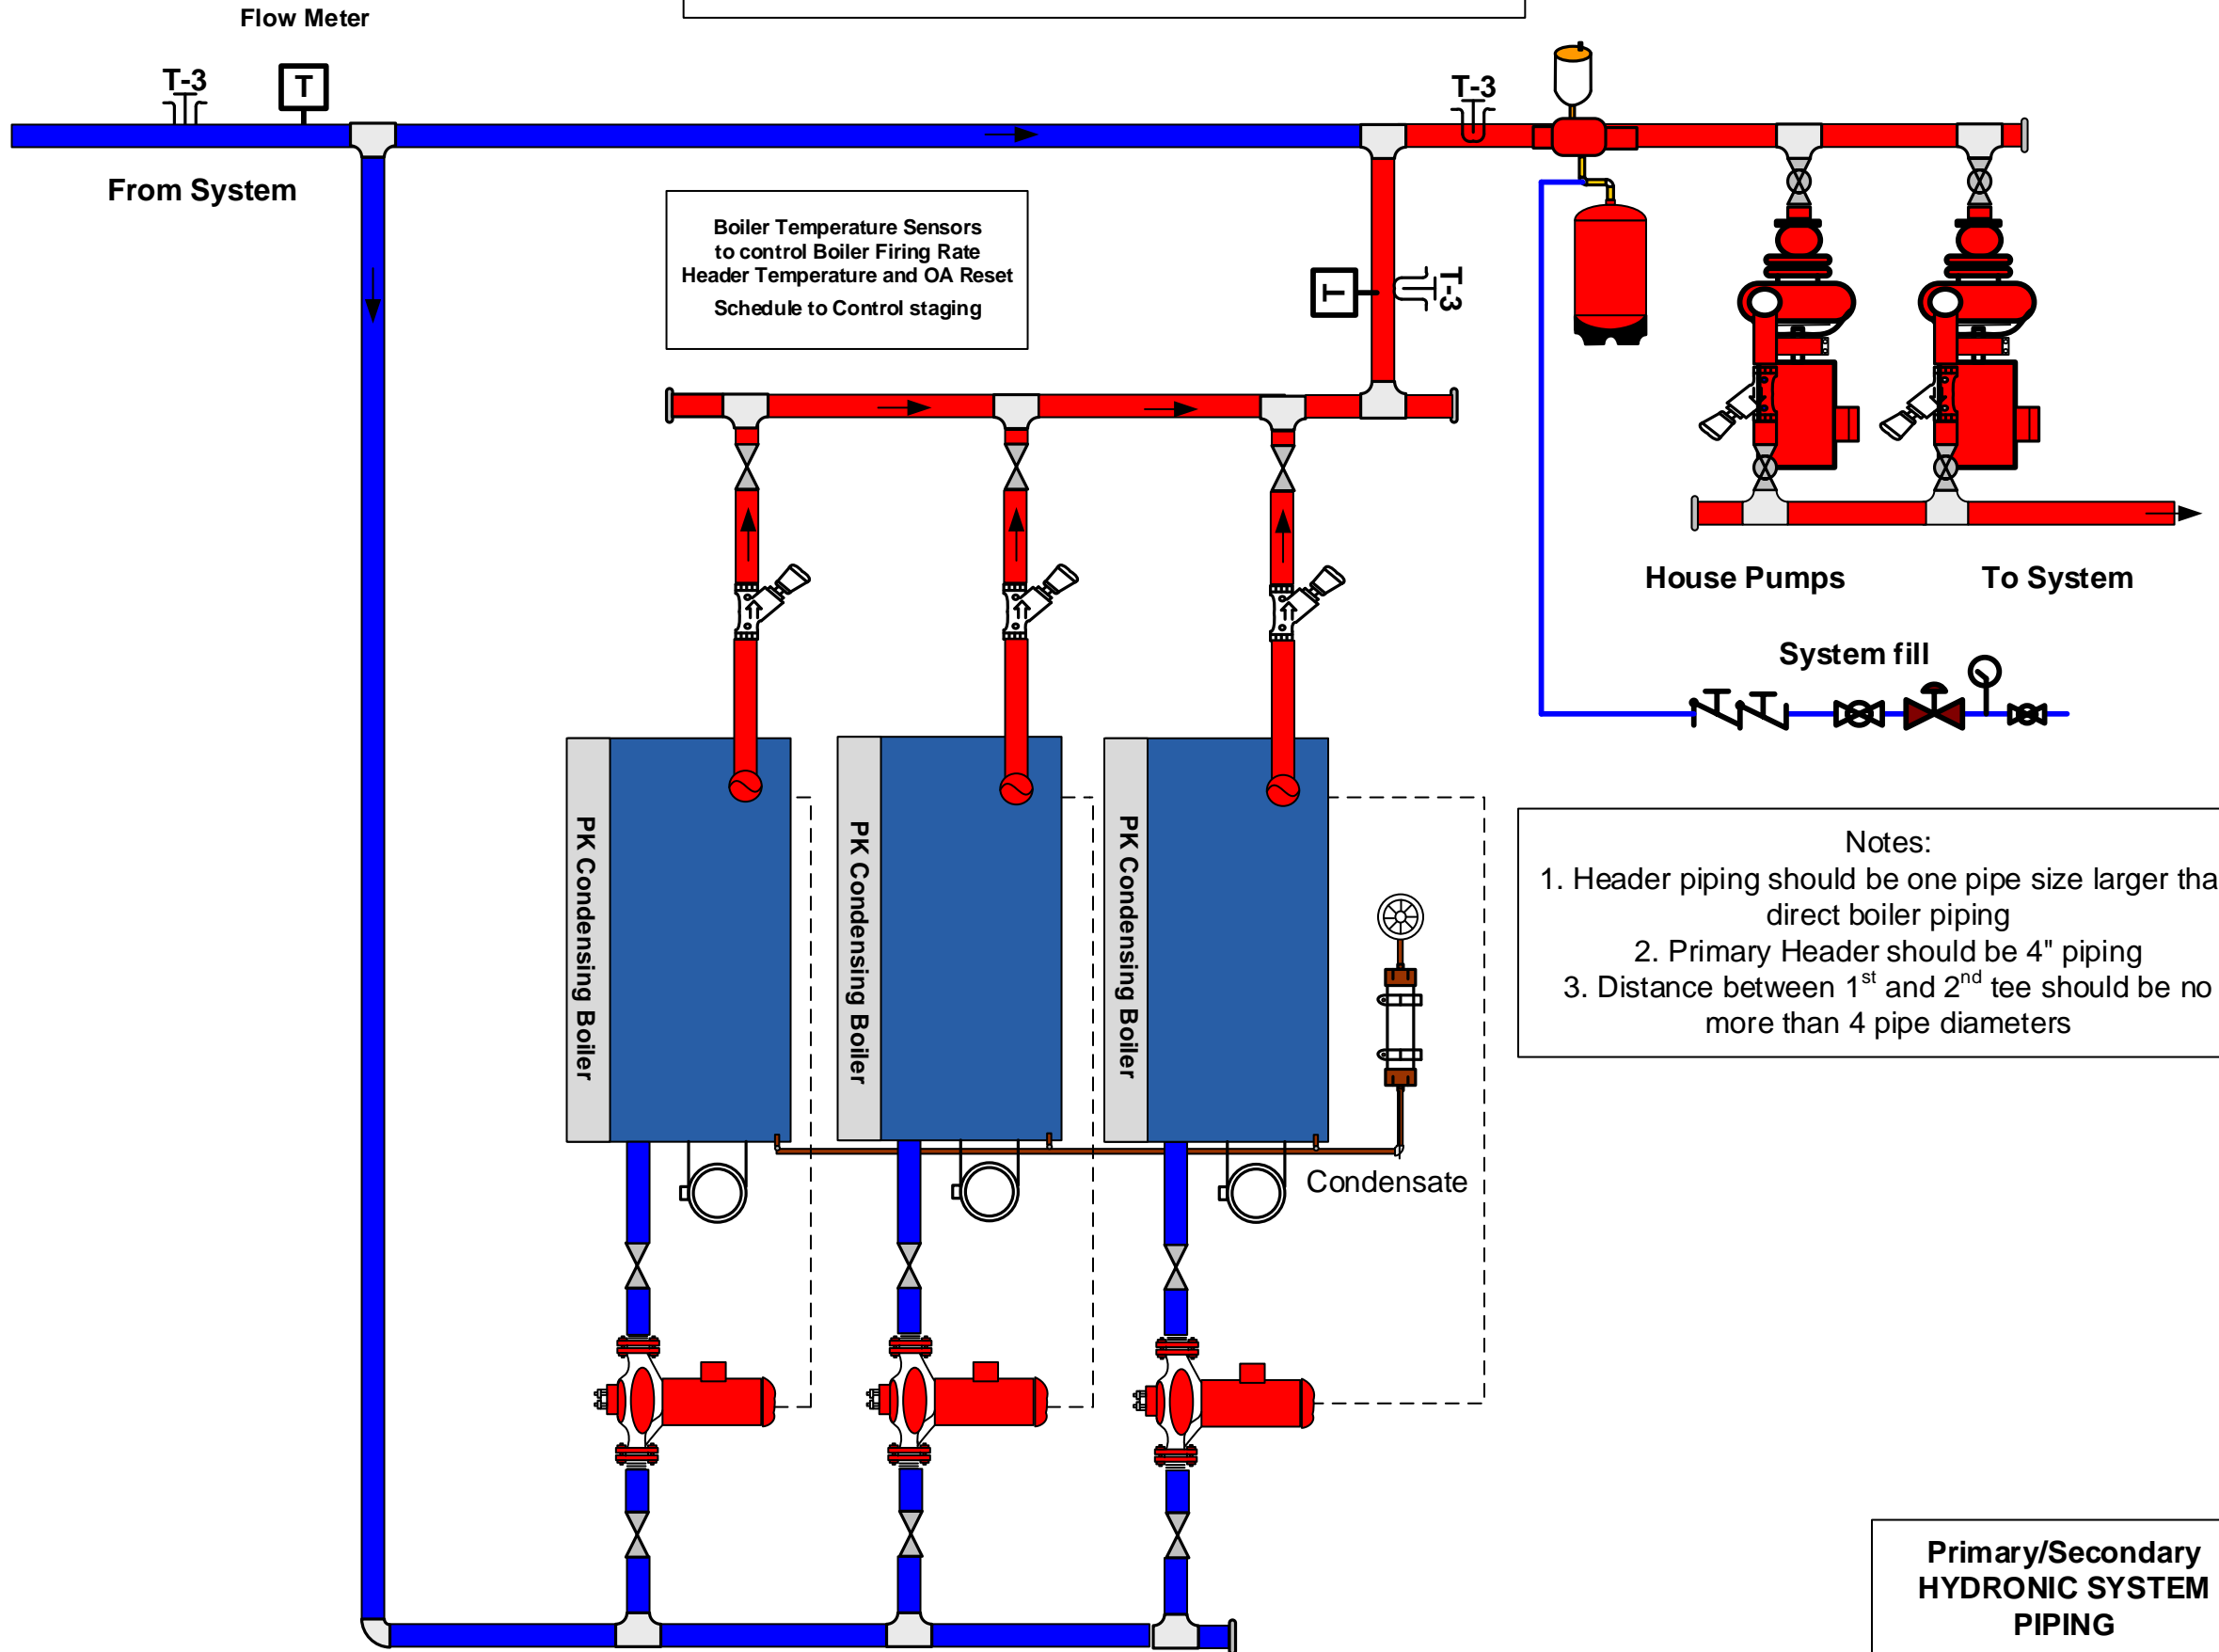 Flow Meter
T-3
T
T-3
From System
Boiler Temperature Sensors
to control Boiler Firing Rate
Header Temperature and OA Reset
Schedule to Control staging
T
T-3
House Pumps
To System
System fill
PK Condensing Boiler
PK Condensing Boiler
PK Condensing Boiler
Notes:
1. Header piping should be one pipe size larger tha
direct boiler piping
2. Primary Header should be 4" piping
3. Distance between 1st and 2nd tee should be no
more than 4 pipe diameters
Condensate
Primary/Secondary
HYDRONIC SYSTEM
PIPING